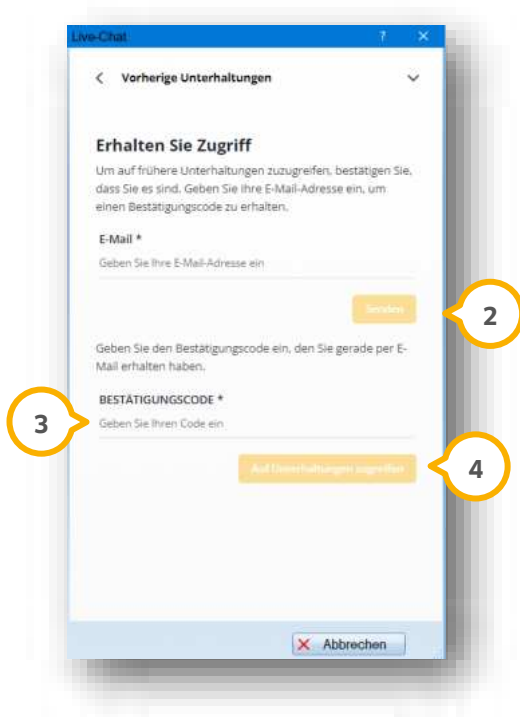 Live-Chat ? ×
Vorherige Unterhaltungen
Erhalten Sie Zugriff
Um auf frühere Unterhaltungen zuzugreifen, bestätigen Sie,
dass Sie es sind. Geben Sie Ihre E-Mail-Adresse ein, um
einen Bestätigungscode zu erhalten.
E-Mail *
Geben Sie Ihre E-Mail-Adresse ein
Senden
2
Geben Sie den Bestätigungscode ein, den Sie gerade per E-
Mail erhalten haben.
BESTÄTIGUNGSCODE *
3
Geben Sie Ihren Code ein
Auf Unterhaltungen zugreifen
4
Abbrechen